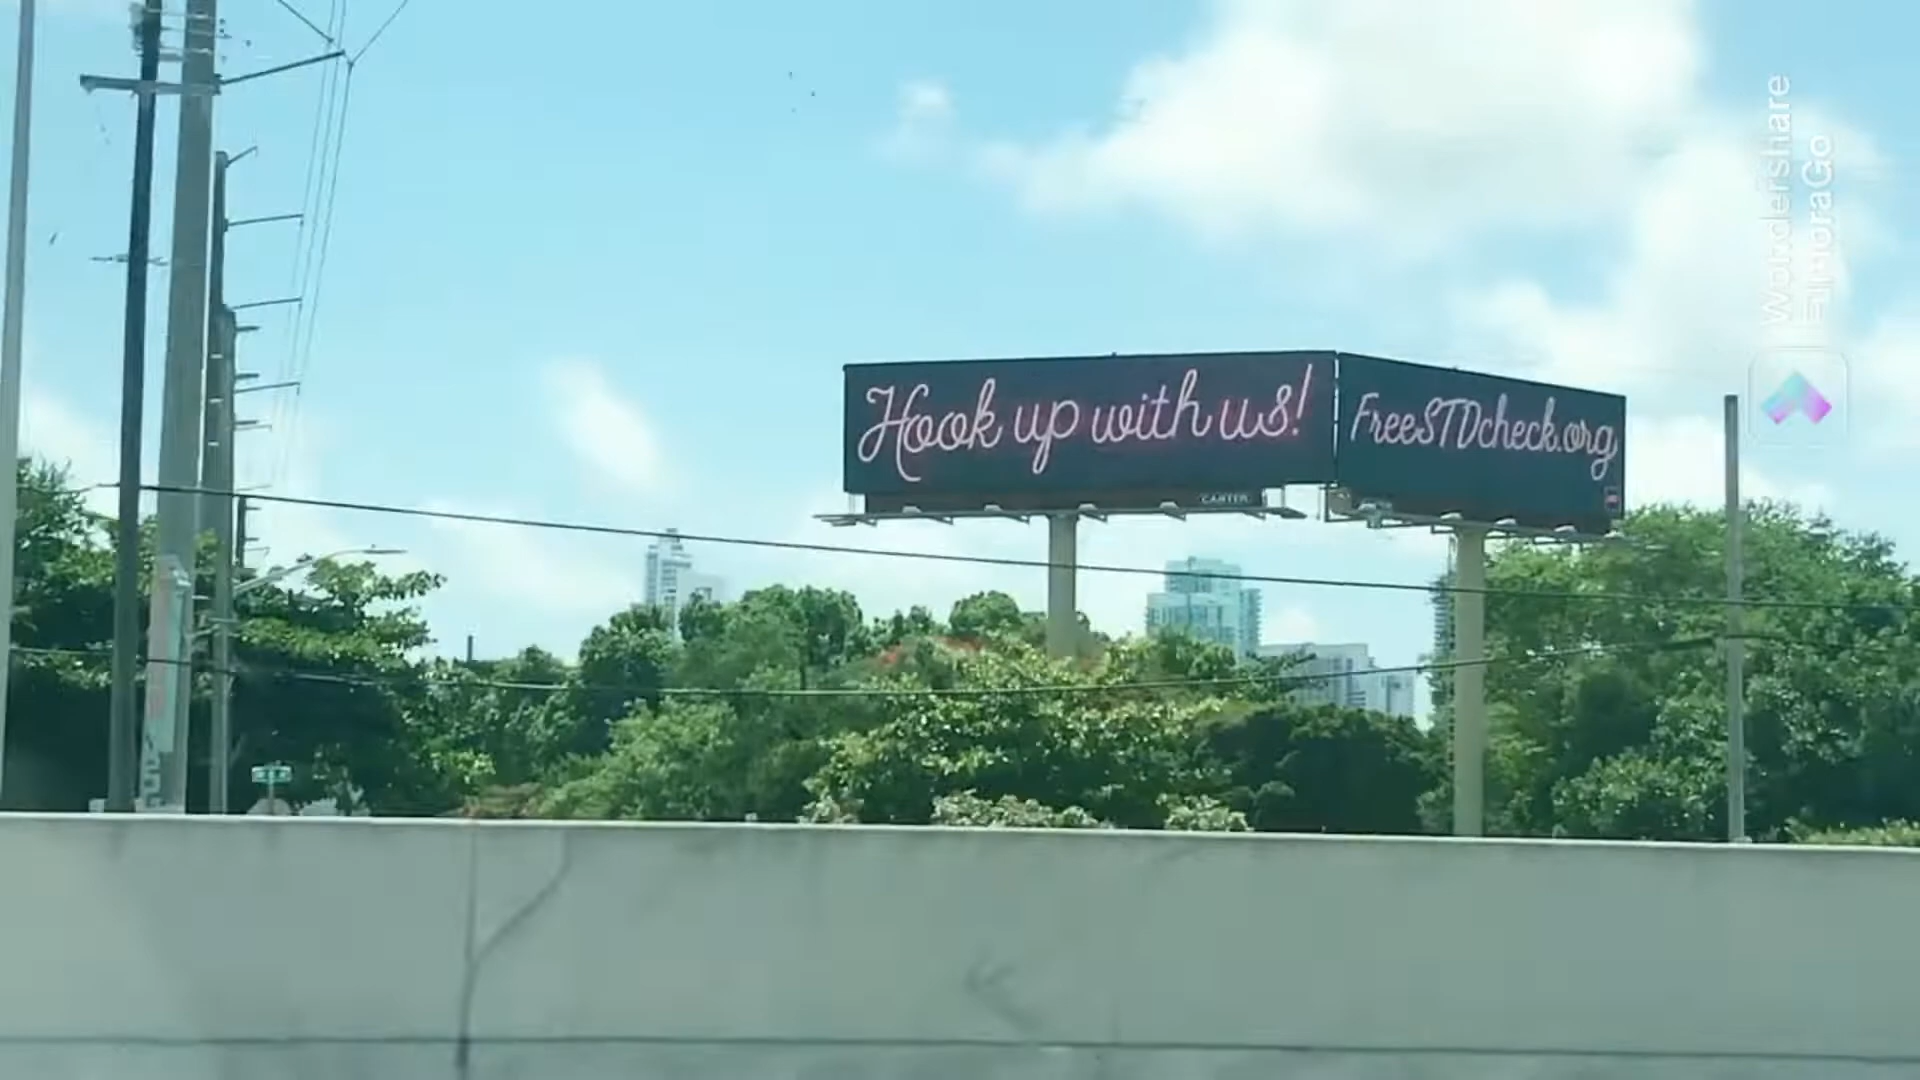 Hook up with us!
FreeSTDcheck.org
CARTER
Wondershare
FilmoraGo